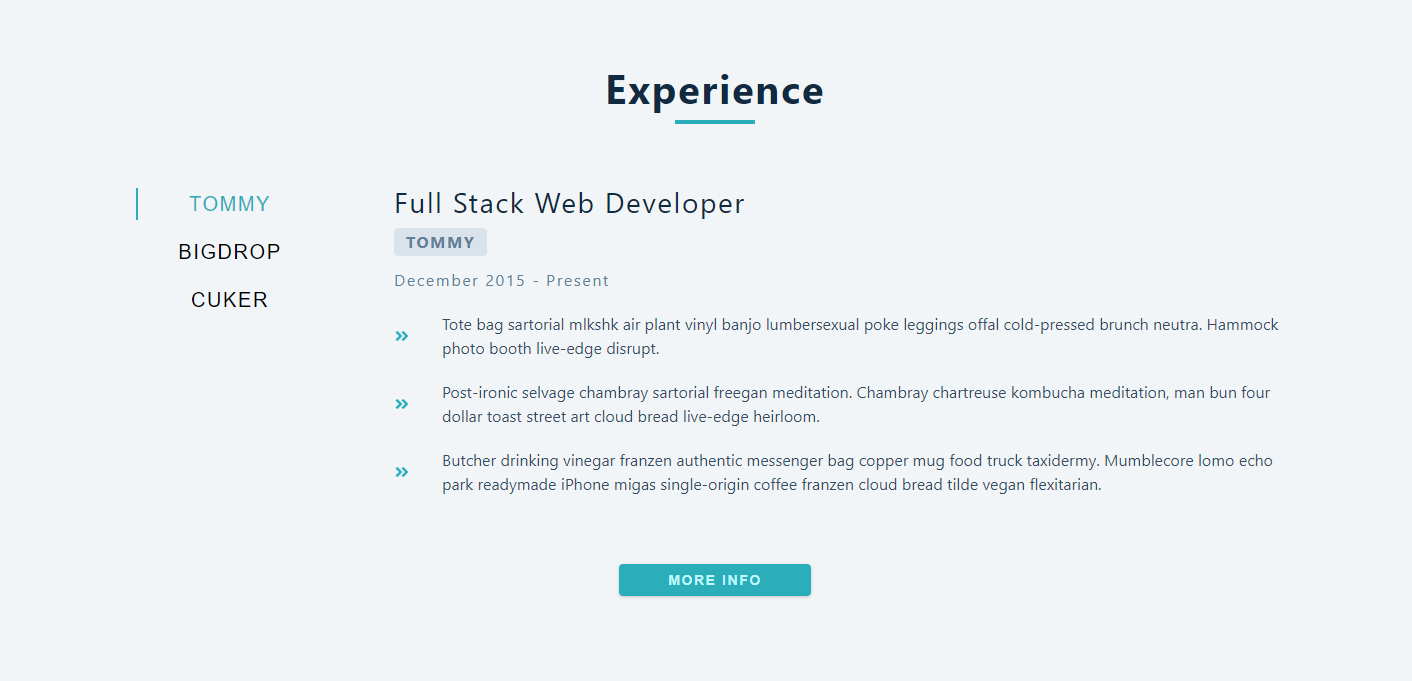 Experience
TOMMY
BIGDROP
CUKER
Full Stack Web Developer
TOMMY
December 2015 - Present
Tote bag sartorial mlkshk air plant vinyl banjo lumbersexual poke leggings offal cold-pressed brunch neutra. Hammock
photo booth live-edge disrupt.
Post-ironic selvage chambray sartorial freegan meditation. Chambray chartreuse kombucha meditation, man bun four
dollar toast street art cloud bread live-edge heirloom.
Butcher drinking vinegar franzen authentic messenger bag copper mug food truck taxidermy. Mumblecore lomo echo
park readymade iPhone migas single-origin coffee franzen cloud bread tilde vegan flexitarian.
MORE INFO